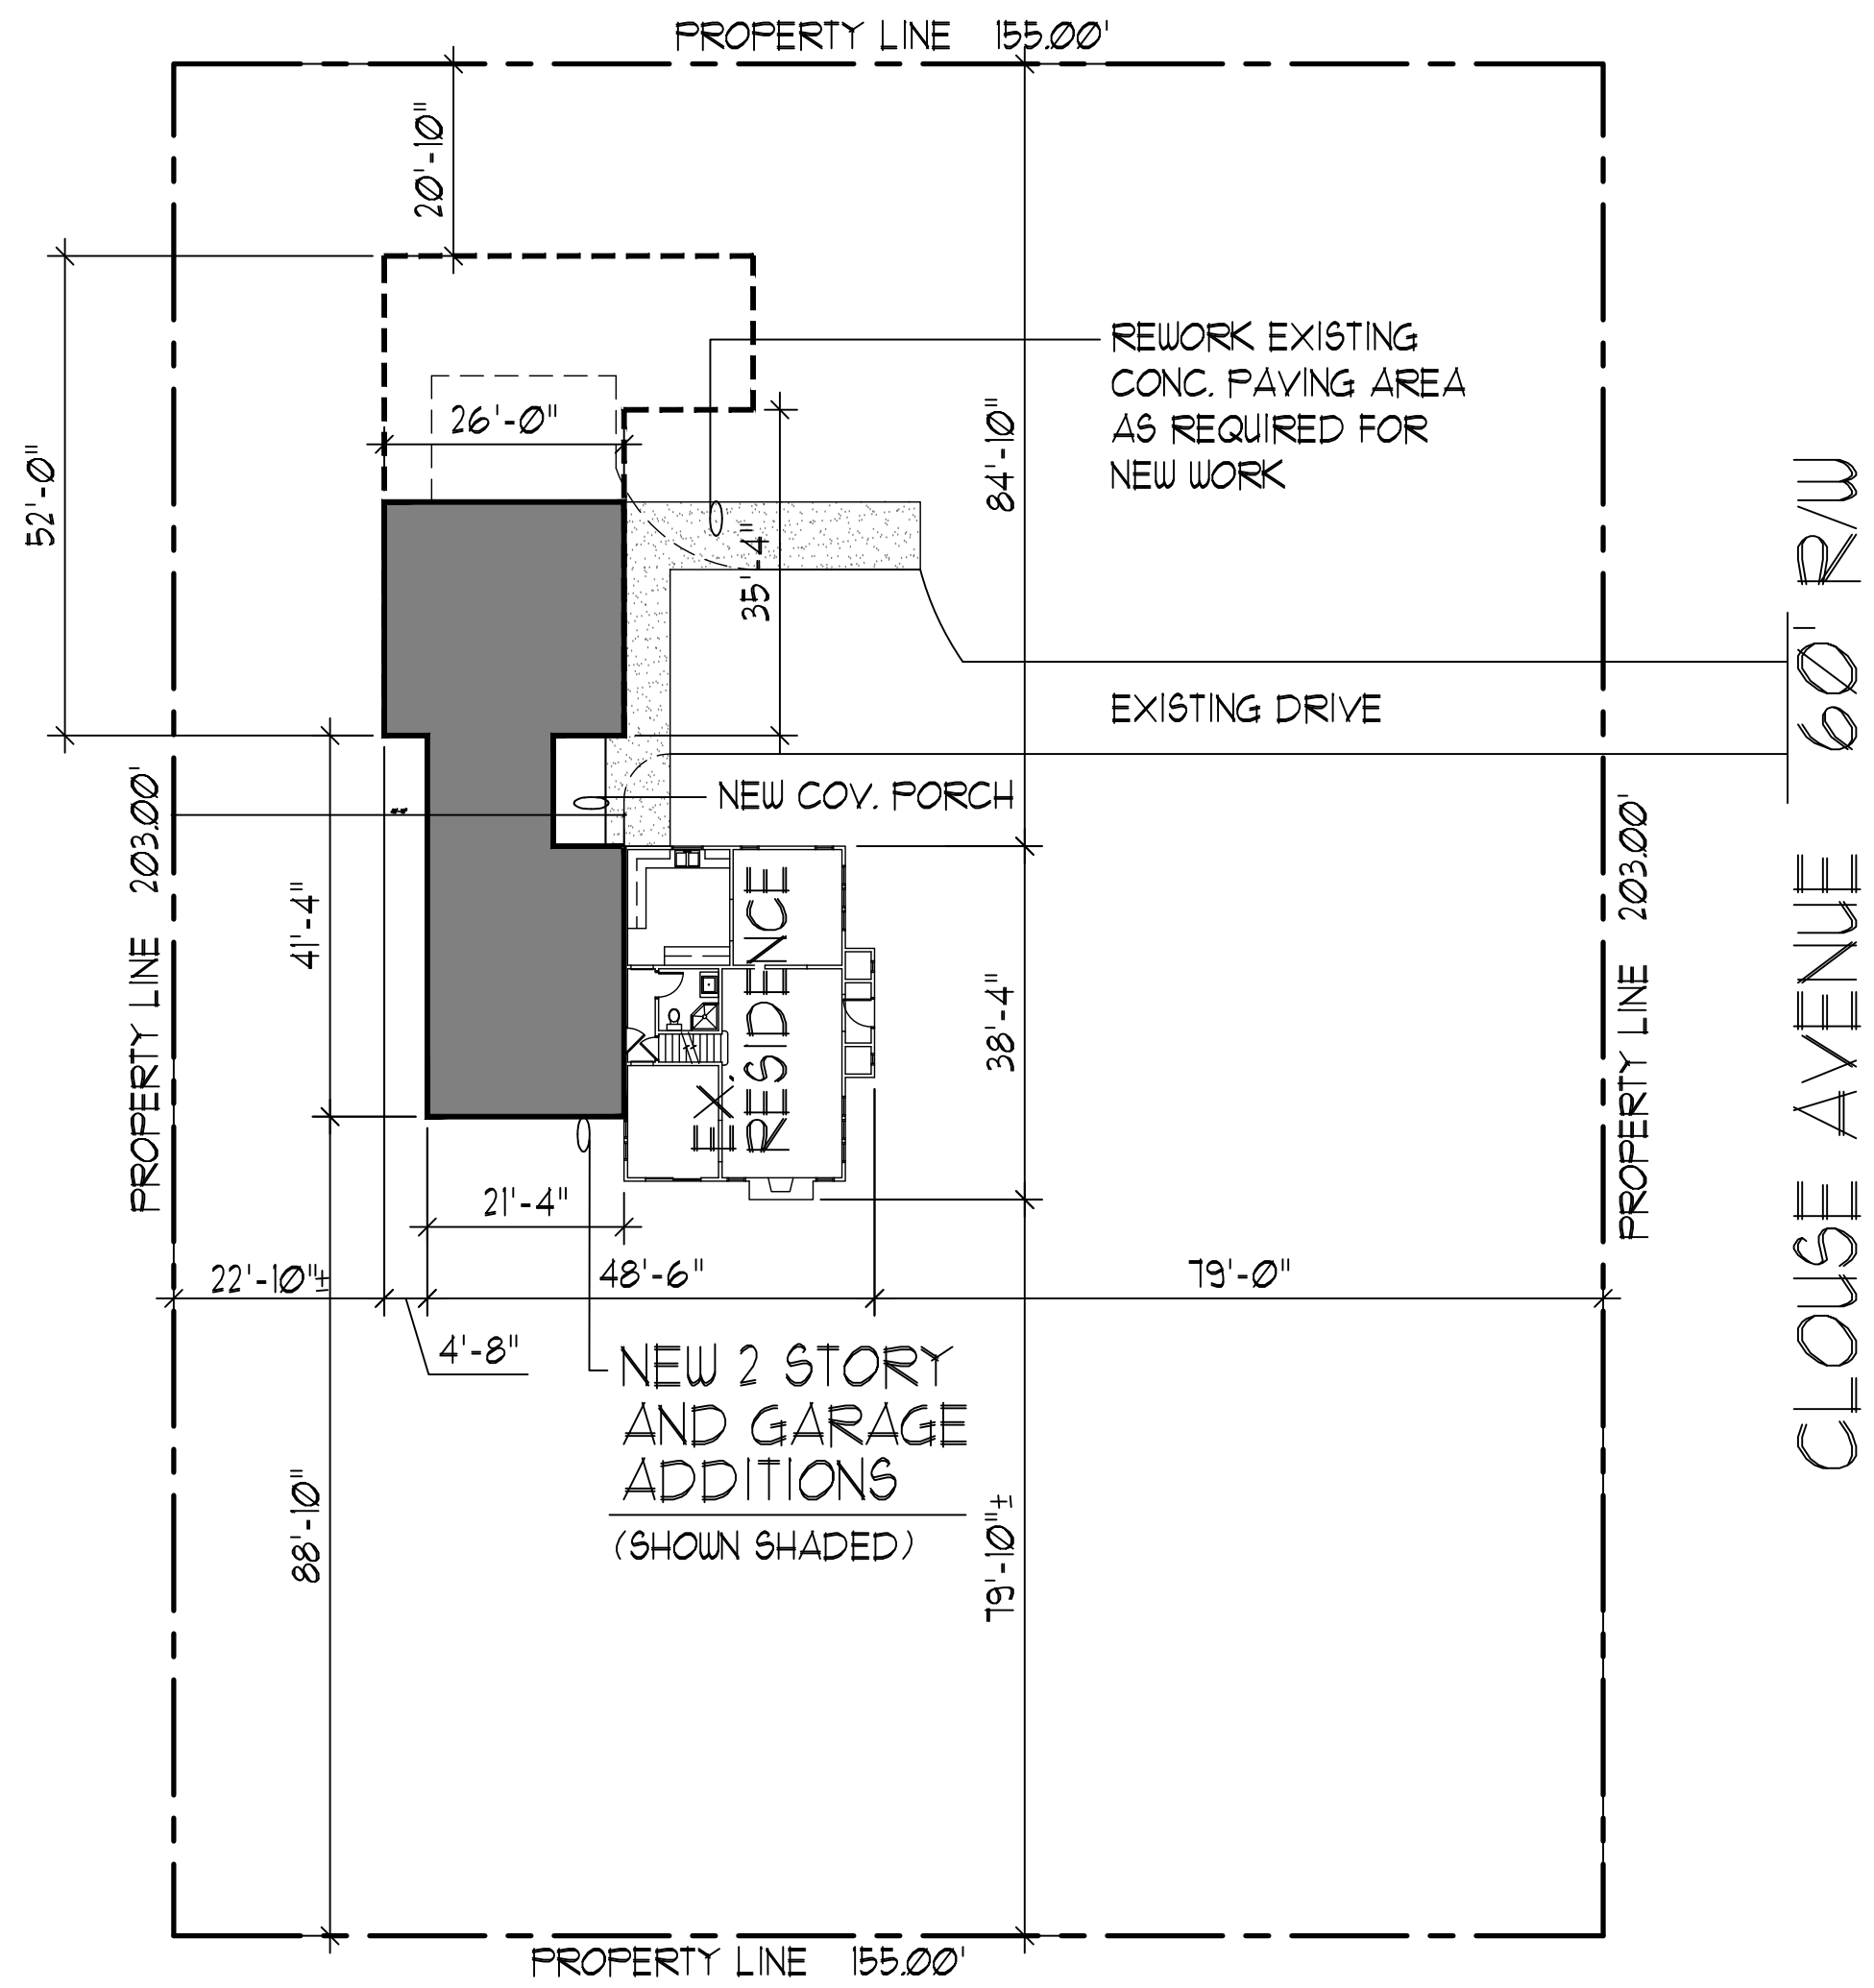 PROPERTY LINE 155.00'
20'-10"
52'-0"
26'-0"
REWORK EXISTING
CONC. PAVING AREA
AS REQUIRED FOR
NEW WORK
84'-10"
35'-4"
EXISTING DRIVE
NEW COV. PORCH
PROPERTY LINE 203.00'
41'-4"
EX.
RESIDENCE
38'-4"
PROPERTY LINE 203.00'
CLOUSE AVENUE 60' R/W
21'-4"
22'-10"±
48'-6"
79'-0"
4'-8"
NEW 2 STORY
AND GARAGE
ADDITIONS
(SHOWN SHADED)
88'-10"
79'-10"±
PROPERTY LINE 155.00'